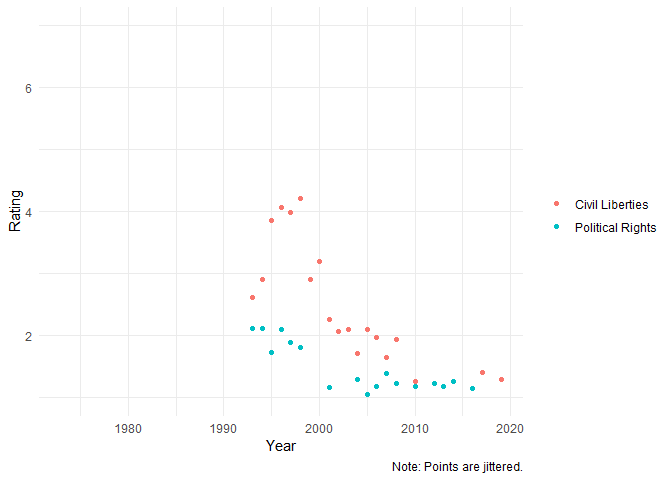 6
4
2
Rating
1980 1990 2000 2010 2020
Year
Civil Liberties
Political Rights
Note: Points are jittered.